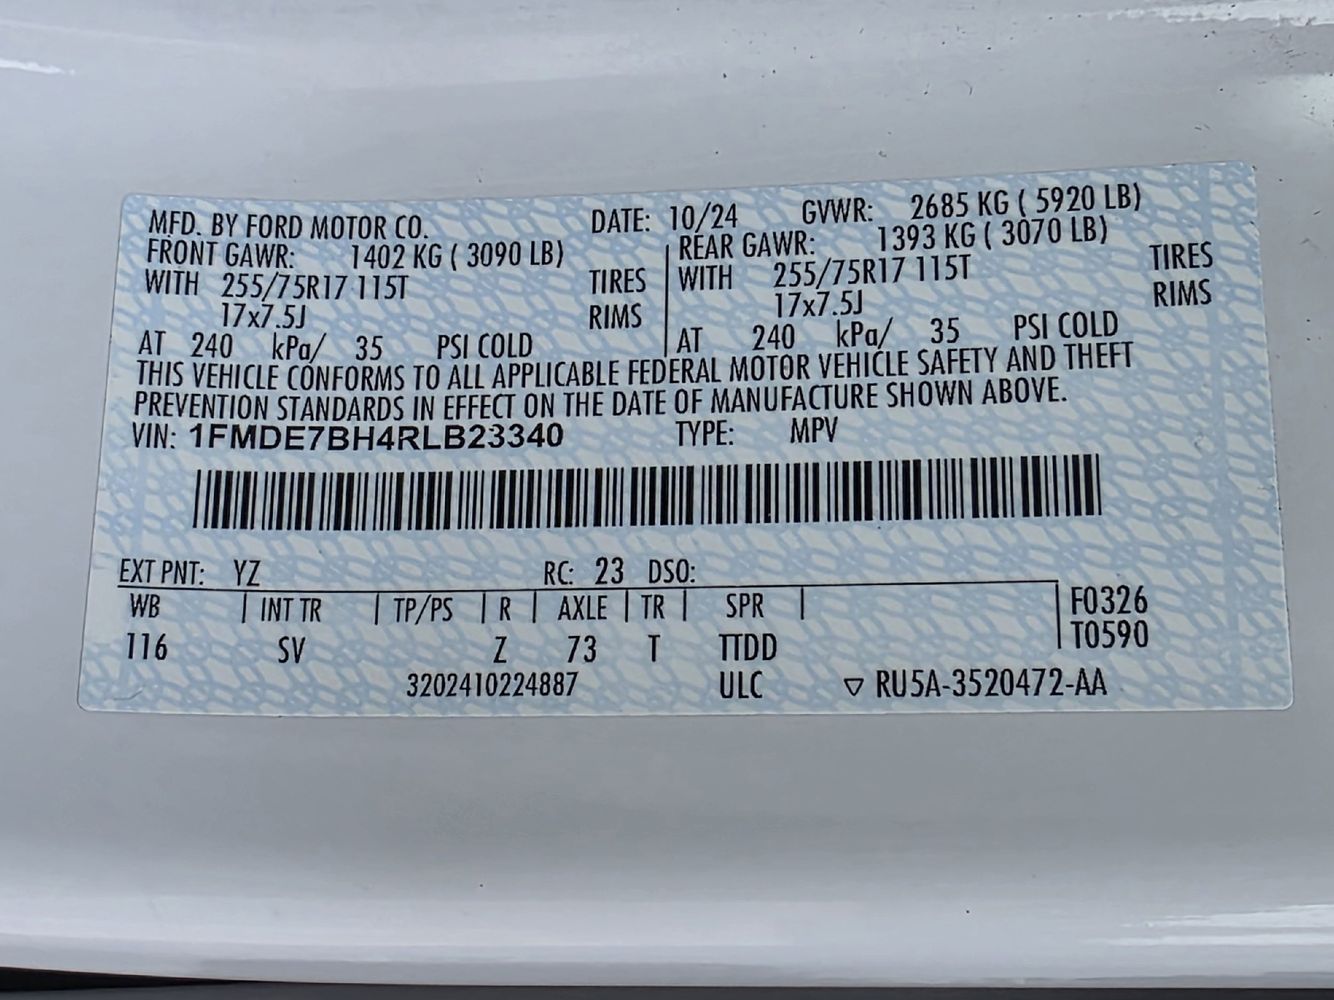 MFD. BY FORD MOTOR CO. DATE: 10/24 GVWR: 2685 KG ( 5920 LB)
FRONT GAWR: 1402 KG ( 3090 LB) REAR GAWR: 1393 KG ( 3070 LB)
WITH 255/75R17 115T TIRES WITH 255/75R17 115T TIRES
17x7.5J RIMS 17x7.5J RIMS
AT 240 kPa/ 35 PSI COLD AT 240 kPa/ 35 PSI COLD
THIS VEHICLE CONFORMS TO ALL APPLICABLE FEDERAL MOTOR VEHICLE SAFETY AND THEFT
PREVENTION STANDARDS IN EFFECT ON THE DATE OF MANUFACTURE SHOWN ABOVE.
VIN: 1FMDE7BH4RLB23340 TYPE: MPV
EXT PNT: YZ RC: 23 DSO:
WB INT TR TP/PS R AXLE TR SPR F0326
116 SV Z 73 T TTDD T0590
3202410224887 ULC ▽ RU5A-3520472-AA